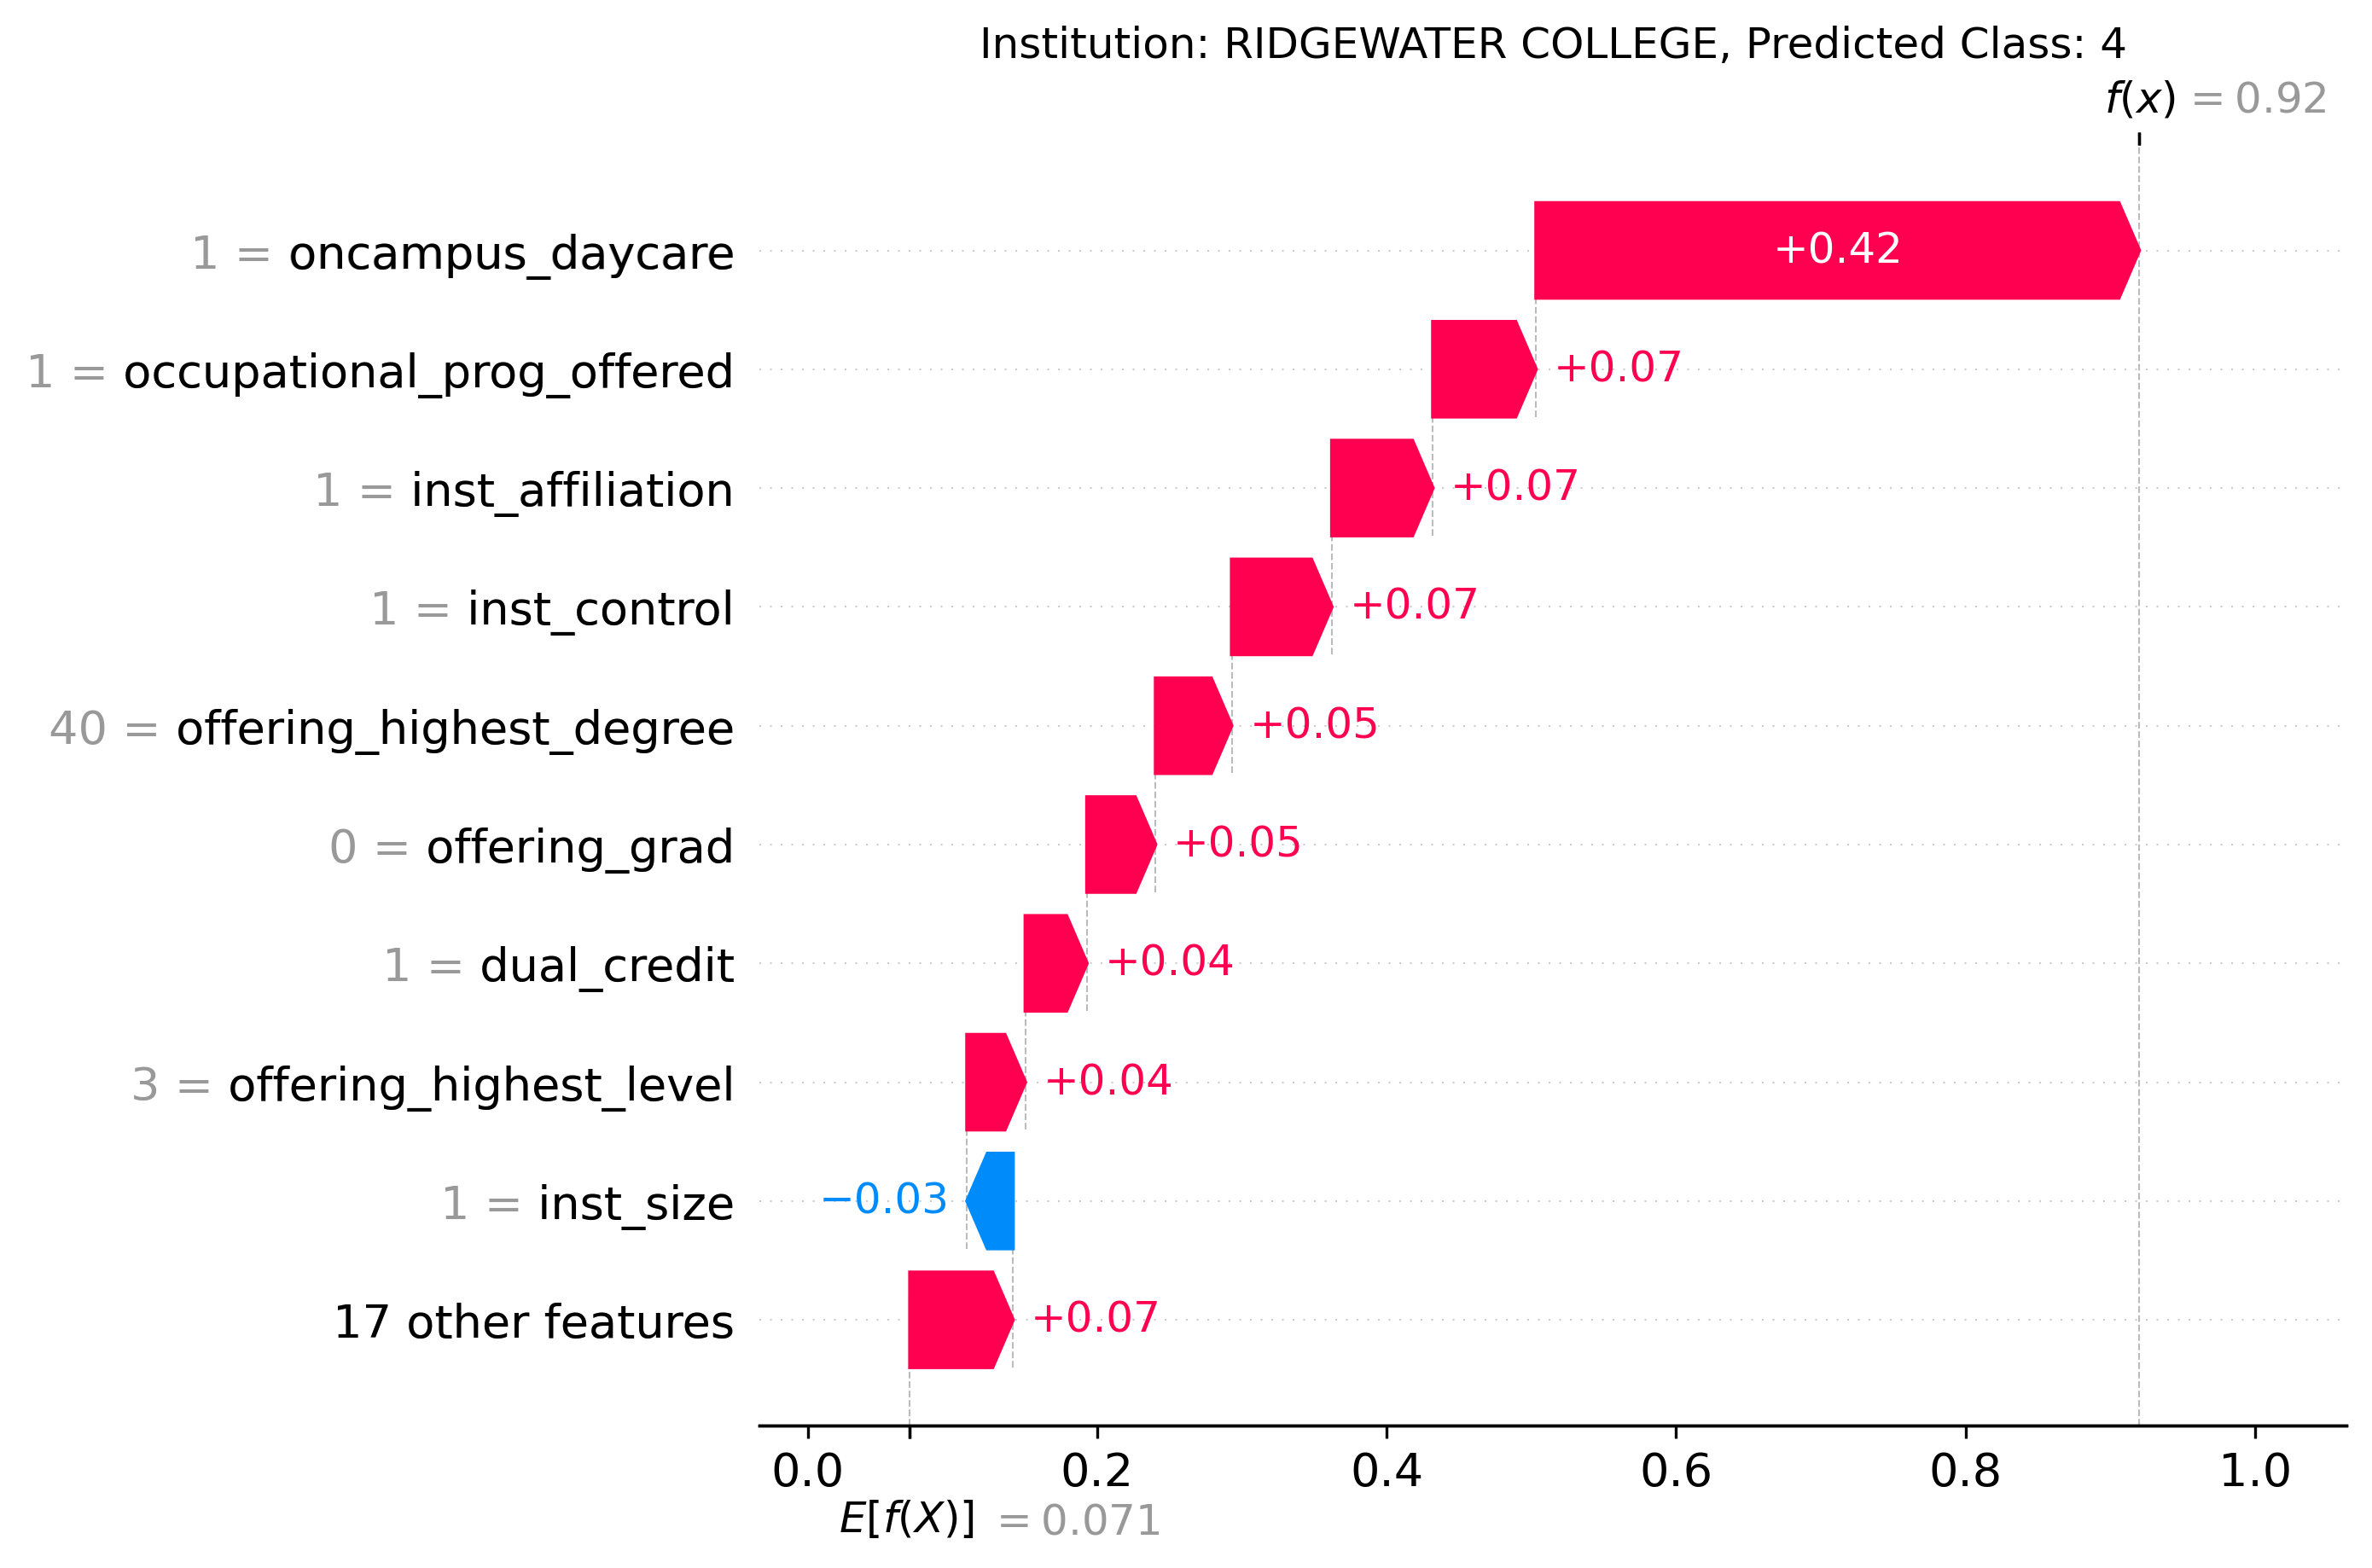 Institution: RIDGEWATER COLLEGE, Predicted Class: 4
f(x) = 0.92
1 = oncampus_daycare +0.42
1 = occupational_prog_offered +0.07
1 = inst_affiliation +0.07
1 = inst_control +0.07
40 = offering_highest_degree +0.05
0 = offering_grad +0.05
1 = dual_credit +0.04
3 = offering_highest_level +0.04
1 = inst_size −0.03
17 other features +0.07
0.0 0.2 0.4 0.6 0.8 1.0
E[f(X)] = 0.071